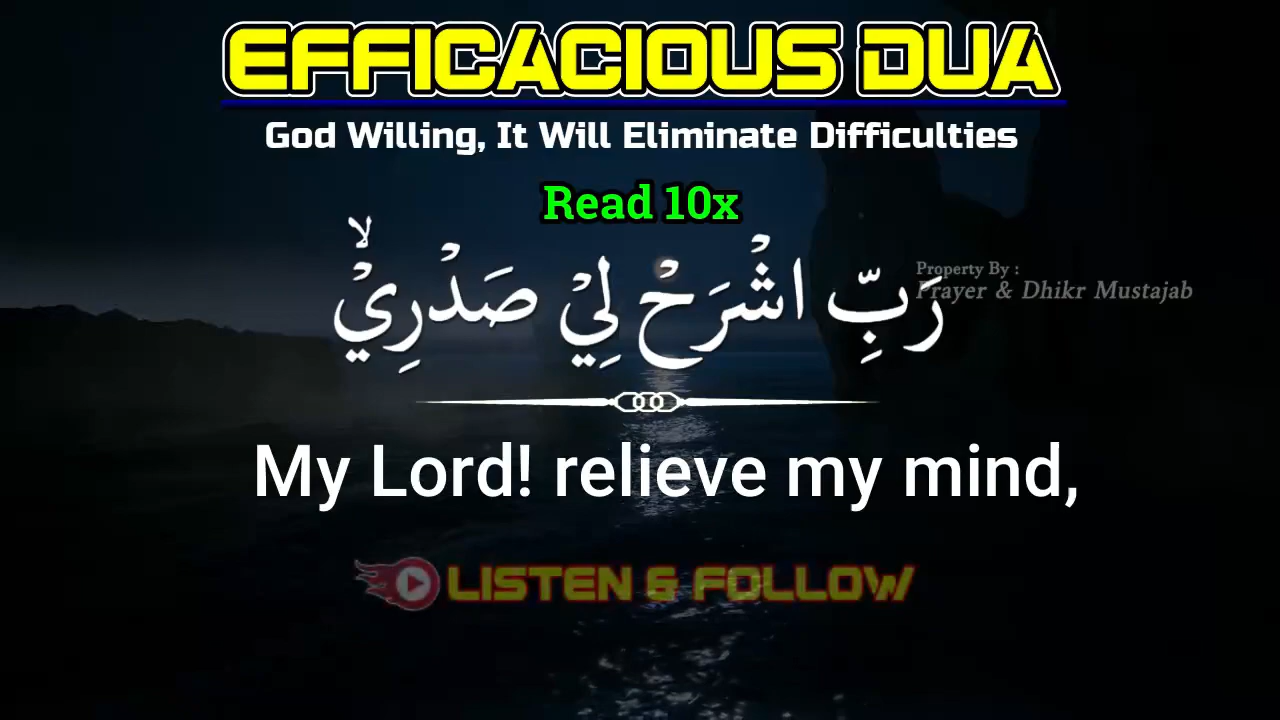 EFFICACIOUS DUA
God Willing, It Will Eliminate Difficulties
Read 10x
رَبِّ اشْرَحْ لِيْ صَدْرِيْۙ
Property By :
Prayer & Dhikr Mustajab
My Lord! relieve my mind,
LISTEN & FOLLOW